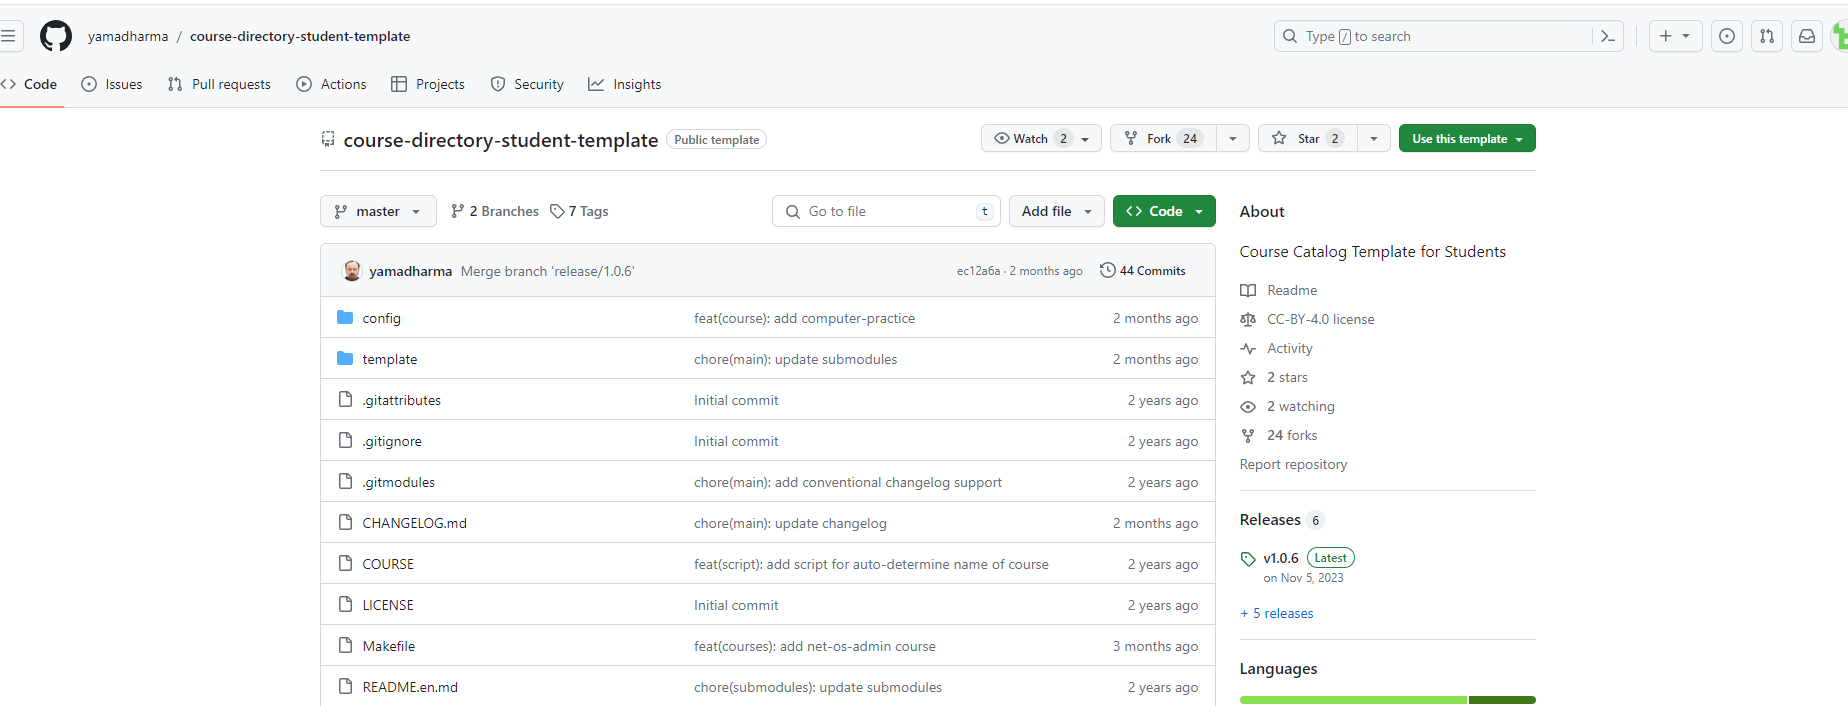 yamadharma / course-directory-student-template
Type / to search
Code Issues Pull requests Actions Projects Security Insights
course-directory-student-template Public template
Watch 2 Fork 24 Star 2 Use this template
master 2 Branches 7 Tags Go to file t Add file Code
yamadharma Merge branch 'release/1.0.6' ec12a6a · 2 months ago 44 Commits
config feat(course): add computer-practice 2 months ago
template chore(main): update submodules 2 months ago
.gitattributes Initial commit 2 years ago
.gitignore Initial commit 2 years ago
.gitmodules chore(main): add conventional changelog support 2 years ago
CHANGELOG.md chore(main): update changelog 2 months ago
COURSE feat(script): add script for auto-determine name of course 2 years ago
LICENSE Initial commit 2 years ago
Makefile feat(courses): add net-os-admin course 3 months ago
README.en.md chore(submodules): update submodules 2 years ago
About
Course Catalog Template for Students
Readme
CC-BY-4.0 license
Activity
2 stars
2 watching
24 forks
Report repository
Releases 6
v1.0.6 Latest
on Nov 5, 2023
+ 5 releases
Languages